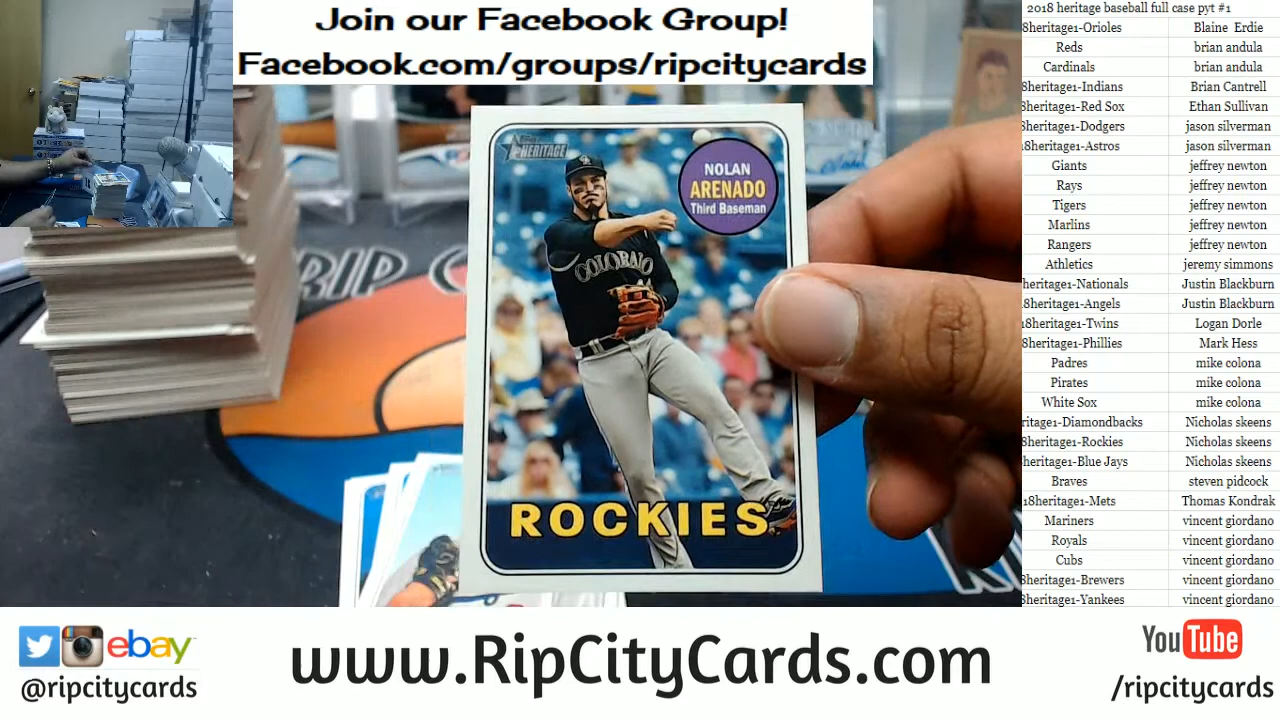 Join our Facebook Group!
Facebook.com/groups/ripcitycards
HERITAGE
NOLAN
ARENADO
Third Baseman
COLORADO
ROCKIES
RIP C
2018 heritage baseball full case pyt #1
8heritage1-Orioles Blaine Erdie
Reds brian andula
Cardinals brian andula
8heritage1-Indians Brian Cantrell
8heritage1-Red Sox Ethan Sullivan
8heritage1-Dodgers jason silverman
8heritage1-Astros jason silverman
Giants jeffrey newton
Rays jeffrey newton
Tigers jeffrey newton
Marlins jeffrey newton
Rangers jeffrey newton
Athletics jeremy simmons
heritage1-Nationals Justin Blackburn
8heritage1-Angels Justin Blackburn
18heritage1-Twins Logan Dorle
8heritage1-Phillies Mark Hess
Padres mike colona
Pirates mike colona
White Sox mike colona
ritage1-Diamondbacks Nicholas skeens
8heritage1-Rockies Nicholas skeens
heritage1-Blue Jays Nicholas skeens
Braves steven pidcock
18heritage1-Mets Thomas Kondrak
Mariners vincent giordano
Royals vincent giordano
Cubs vincent giordano
8heritage1-Brewers vincent giordano
8heritage1-Yankees vincent giordano
ebay
@ripcitycards
www.RipCityCards.com
YouTube
/ripcitycards